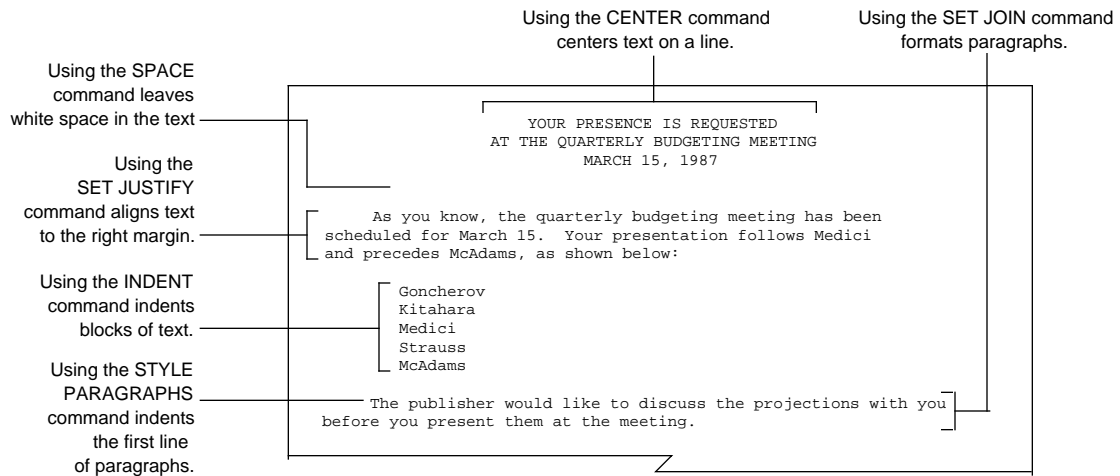 Using the CENTER command
centers text on a line.
Using the SET JOIN command
formats paragraphs.
Using the SPACE
command leaves
white space in the text
Using the
SET JUSTIFY
command aligns text
to the right margin.
Using the INDENT
command indents
blocks of text.
Using the STYLE
PARAGRAPHS
command indents
the first line
of paragraphs.
YOUR PRESENCE IS REQUESTED
AT THE QUARTERLY BUDGETING MEETING
MARCH 15, 1987
As you know, the quarterly budgeting meeting has been
scheduled for March 15.  Your presentation follows Medici
and precedes McAdams, as shown below:
Goncherov
Kitahara
Medici
Strauss
McAdams
The publisher would like to discuss the projections with you
before you present them at the meeting.